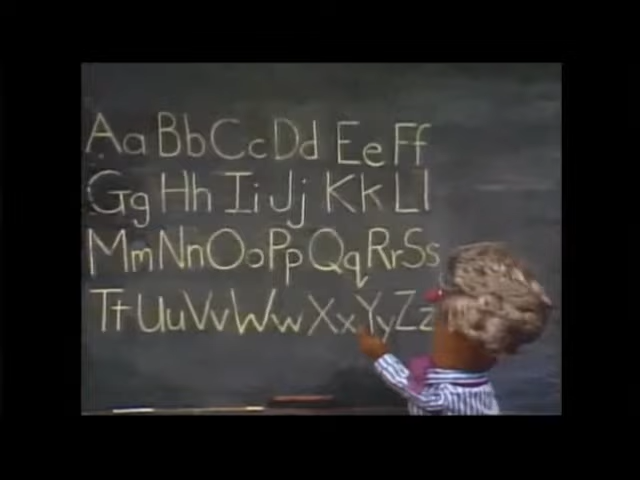 Aa Bb Cc Dd Ee Ff
Gg Hh Ii Jj Kk Ll
Mm Nn Oo Pp Qq Rr Ss
Tt Uu Vv Ww Xx Yy Zz